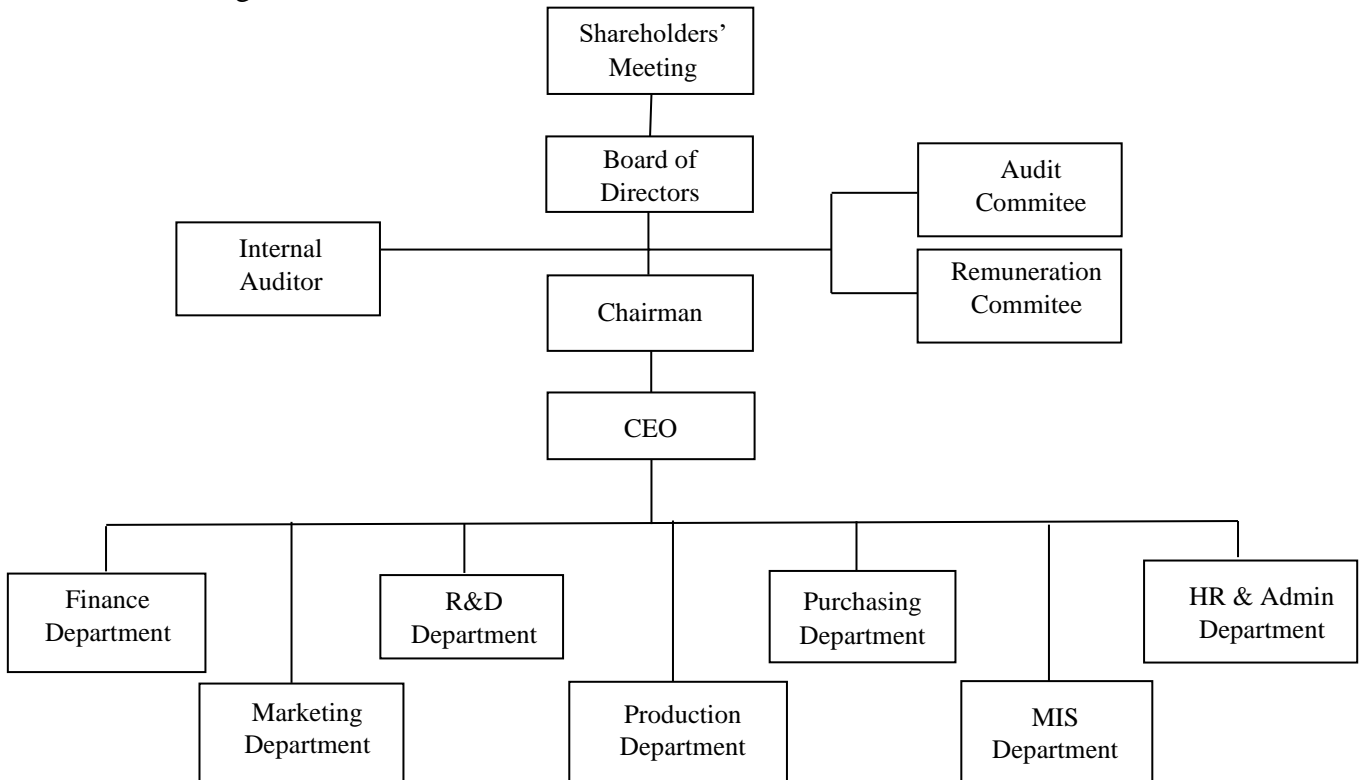 Shareholders’
Meeting
Board of
Directors
Audit
Commitee
Internal
Auditor
Remuneration
Commitee
Chairman
CEO
Finance
Department
R&D
Department
Purchasing
Department
HR & Admin
Department
Marketing
Department
Production
Department
MIS
Department